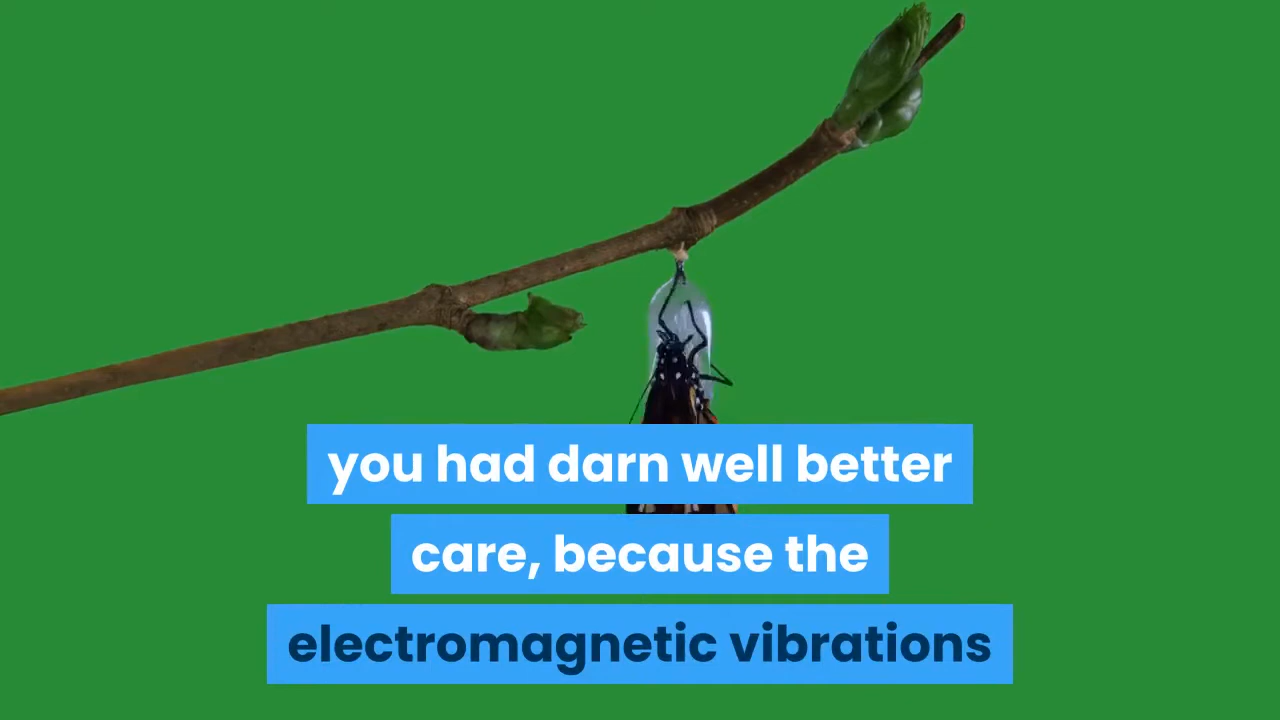 you had darn well better
care, because the
electromagnetic vibrations